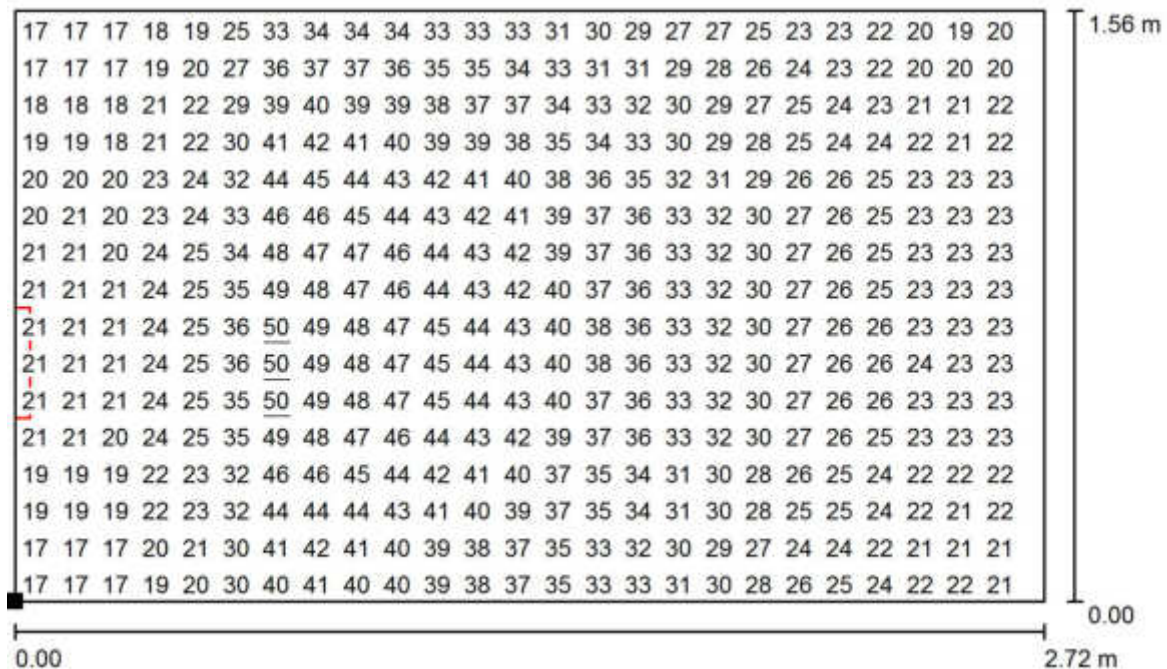 17 17 17 18 19 25 33 34 34 34 33 33 33 31 30 29 27 27 25 23 23 22 20 19 20
1.56 m
17 17 17 19 20 27 36 37 37 36 35 35 34 33 31 31 29 28 26 24 23 22 20 20 20
18 18 18 21 22 29 39 40 39 39 38 37 37 34 33 32 30 29 27 25 24 23 21 21 22
19 19 18 21 22 30 41 42 41 40 39 39 38 35 34 33 30 29 28 25 24 24 22 21 22
20 20 20 23 24 32 44 45 44 43 42 41 40 38 36 35 32 31 29 26 26 25 23 23 23
20 21 20 23 24 33 46 46 45 44 43 42 41 39 37 36 33 32 30 27 26 25 23 23 23
21 21 20 24 25 34 48 47 47 46 44 43 42 39 37 36 33 32 30 27 26 25 23 23 23
21 21 21 24 25 35 49 48 47 46 44 43 42 40 37 36 33 32 30 27 26 25 23 23 23
21 21 21 24 25 36 50 49 48 47 45 44 43 40 38 36 33 32 30 27 26 26 23 23 23
21 21 21 24 25 36 50 49 48 47 45 44 43 40 38 36 33 32 30 27 26 26 24 23 23
21 21 21 24 25 35 50 49 48 47 45 44 43 40 37 36 33 32 30 27 26 26 23 23 23
21 21 20 24 25 35 49 48 47 46 44 43 42 39 37 36 33 32 30 27 26 25 23 23 23
19 19 19 22 23 32 46 46 45 44 42 41 40 37 35 34 31 30 28 26 25 24 22 22 22
19 19 19 22 23 32 44 44 44 43 41 40 39 37 35 34 31 30 28 25 25 24 22 21 22
17 17 17 20 21 30 41 42 41 40 39 38 37 35 33 32 30 29 27 24 24 22 21 21 21
17 17 17 19 20 30 40 41 40 40 39 38 37 35 33 33 31 30 28 26 25 24 22 22 21
0.00
0.00
2.72 m